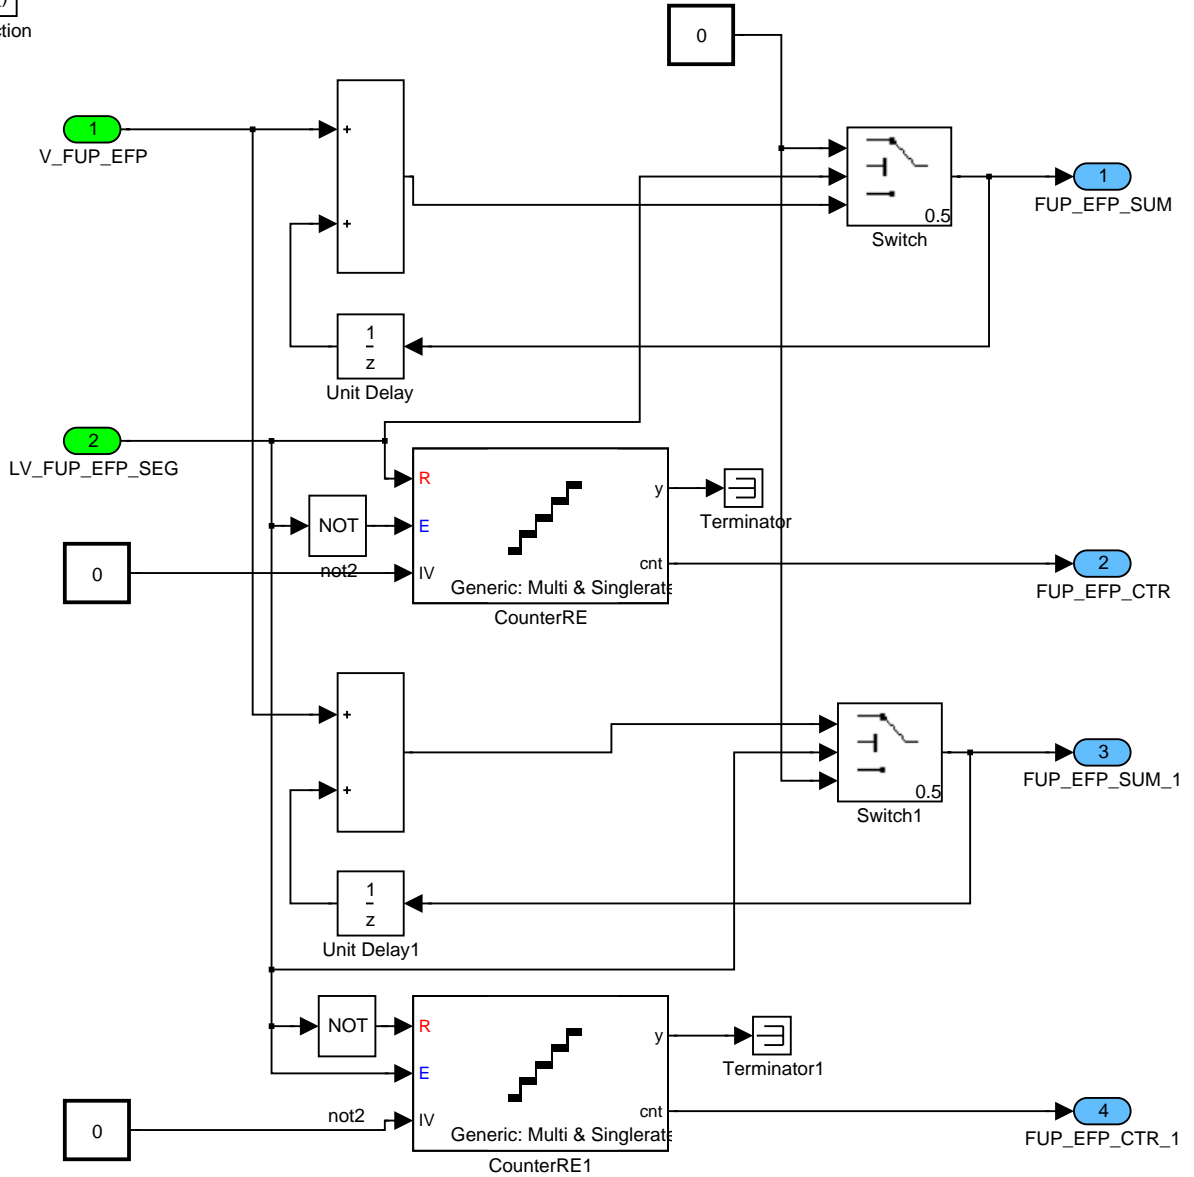 ction
0
1
V_FUP_EFP
+
+
0.5
Switch
1
FUP_EFP_SUM
1
z
Unit Delay
2
LV_FUP_EFP_SEG
R
y
Terminator
NOT
E
not2
0
IV
cnt
Generic: Multi & Singlerate
CounterRE
2
FUP_EFP_CTR
+
+
0.5
Switch1
3
FUP_EFP_SUM_1
1
z
Unit Delay1
NOT
R
y
Terminator1
E
not2
0
IV
cnt
Generic: Multi & Singlerate
CounterRE1
4
FUP_EFP_CTR_1